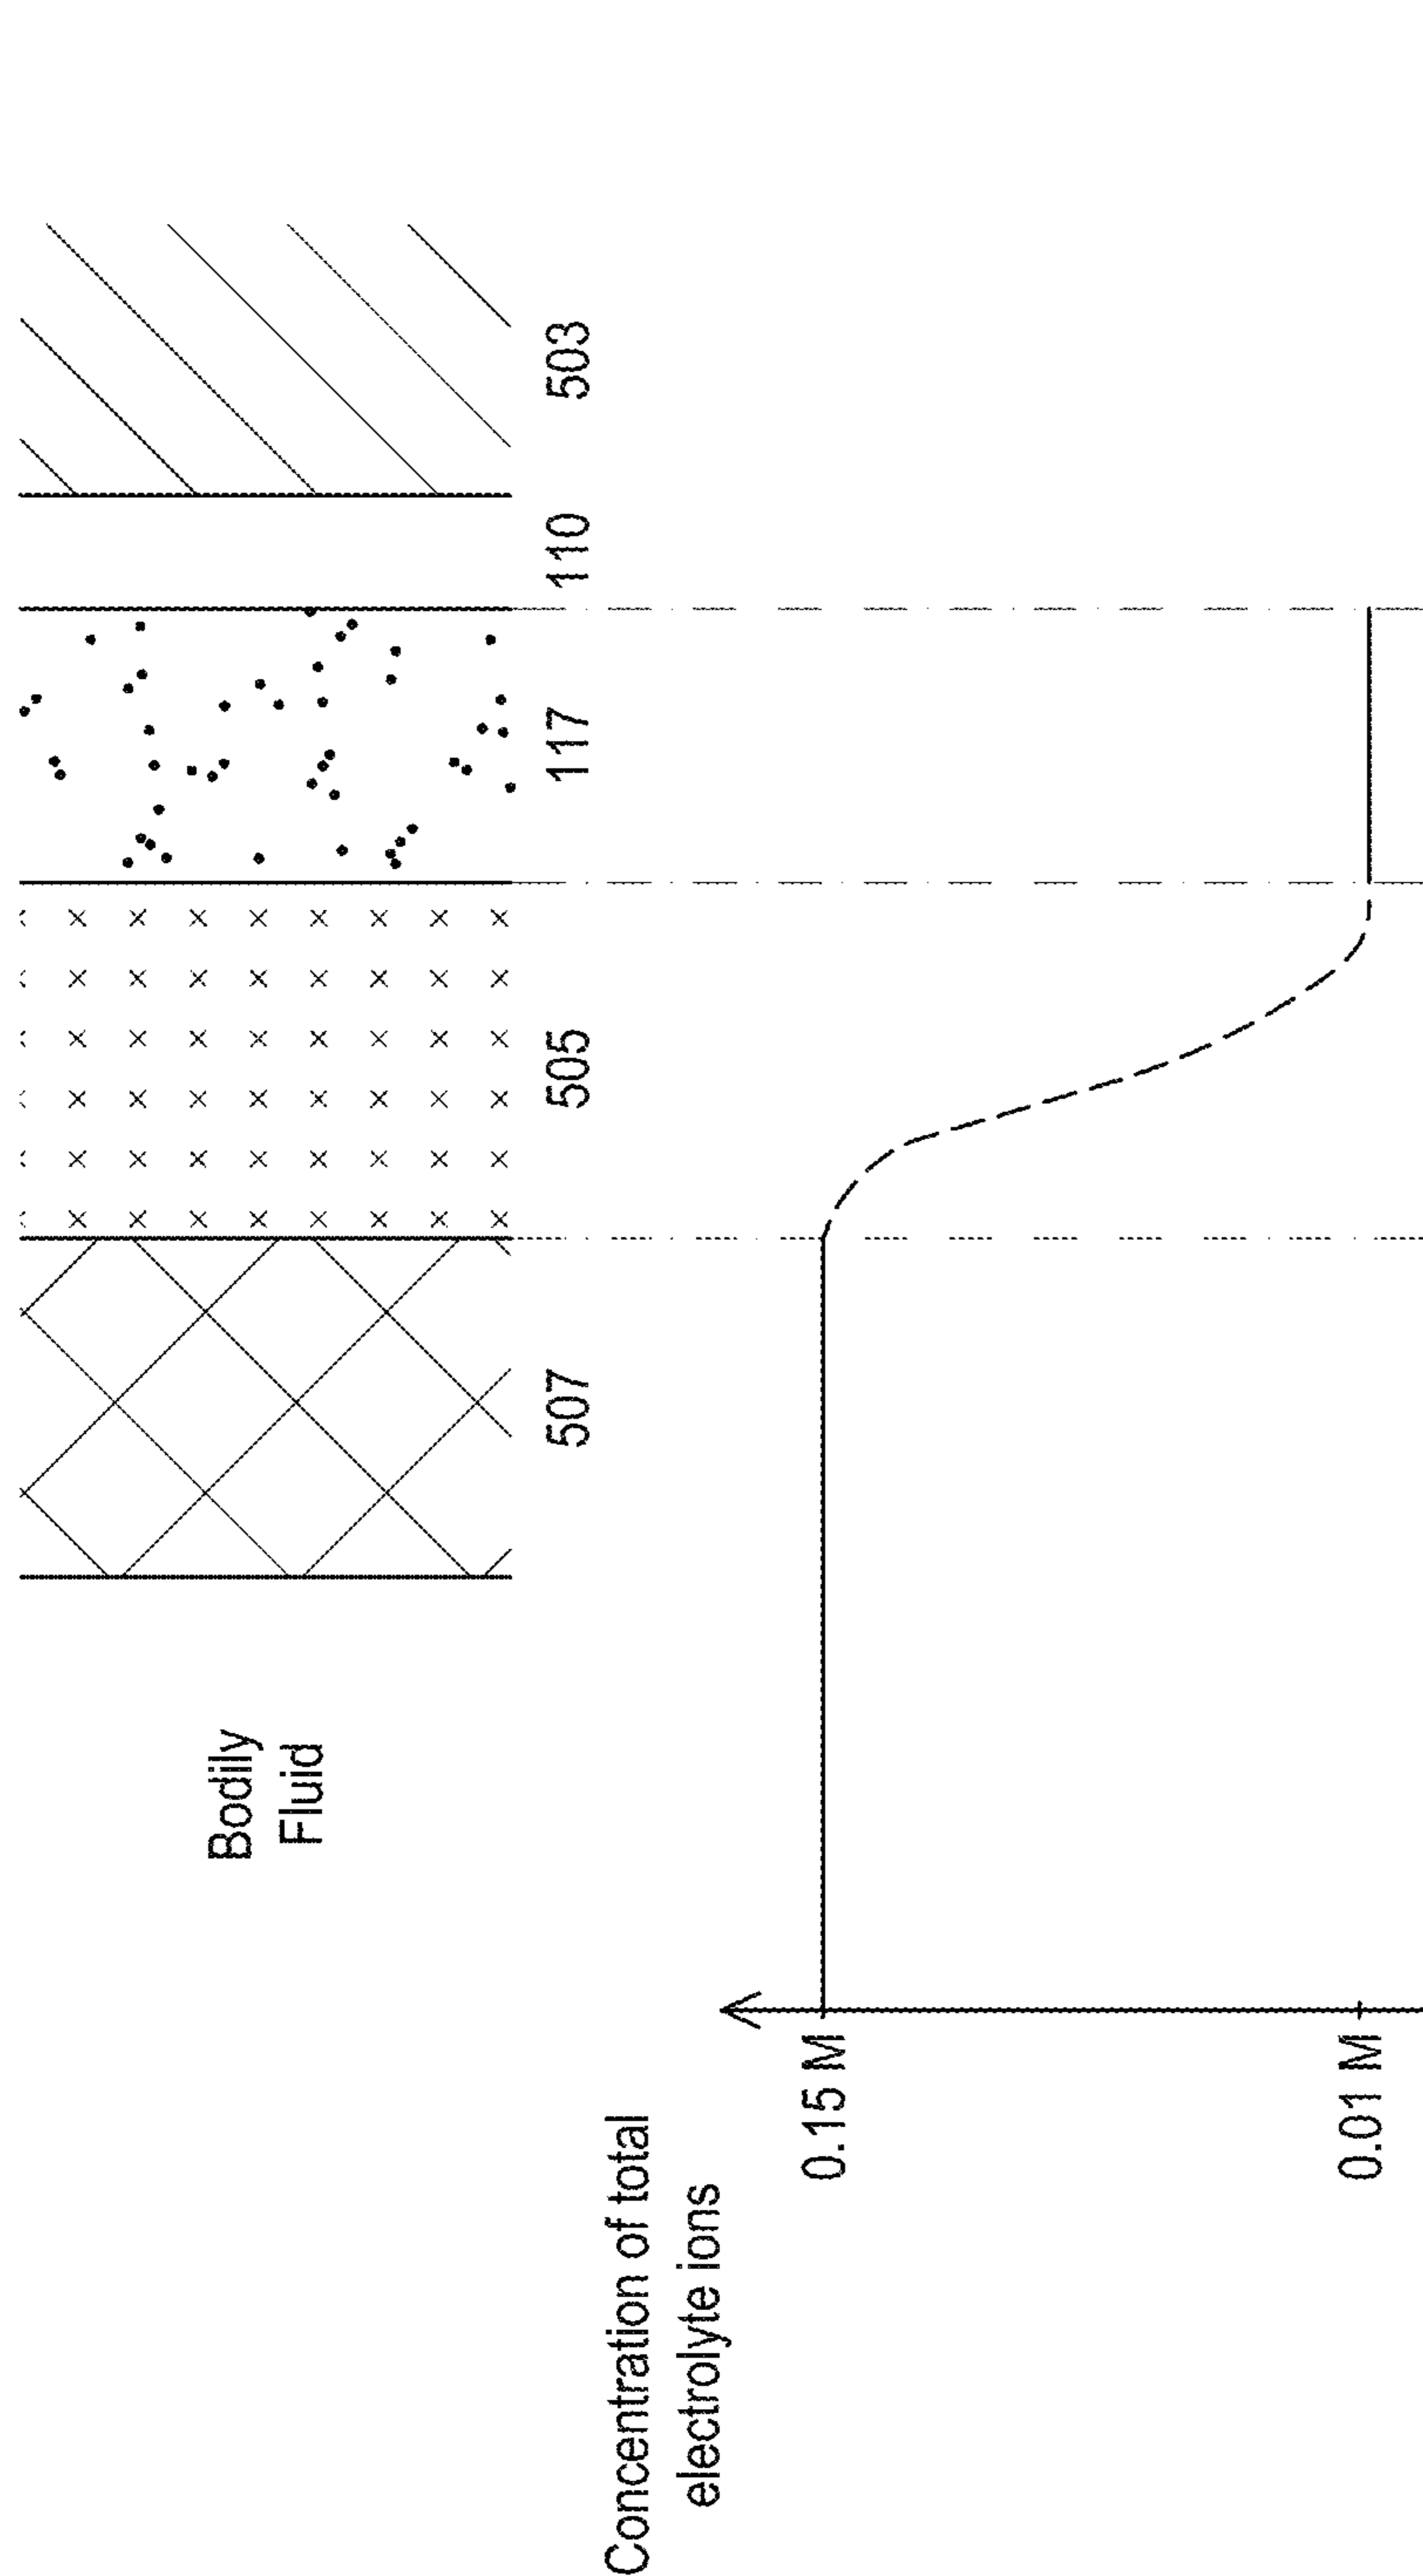 Bodily
Fluid
507
505
117
110
503
Concentration of total
electrolyte ions
0.15 M
0.01 M